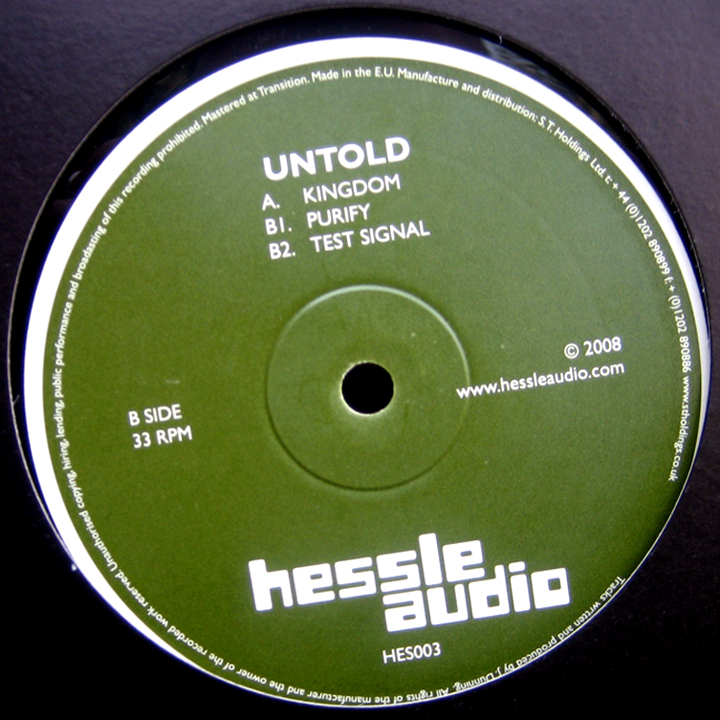 UNTOLD
A. KINGDOM
B1. PURIFY
B2. TEST SIGNAL
© 2008
www.hessleaudio.com
B SIDE
33 RPM
hessle
audio
HES003
Tracks written and produced by J. Dunning. All rights of the manufacturer and the owner of the recorded work reserved. Unauthorised copying, hiring, lending, public performance and broadasting of this recording prohibited. Mastered at Transition. Made in the E.U. Manufacture and distribution: S.T. Holdings Ltd. t: + 44 (0)1202 890899 f: + (0)1202 890886 www.stholdings.co.uk